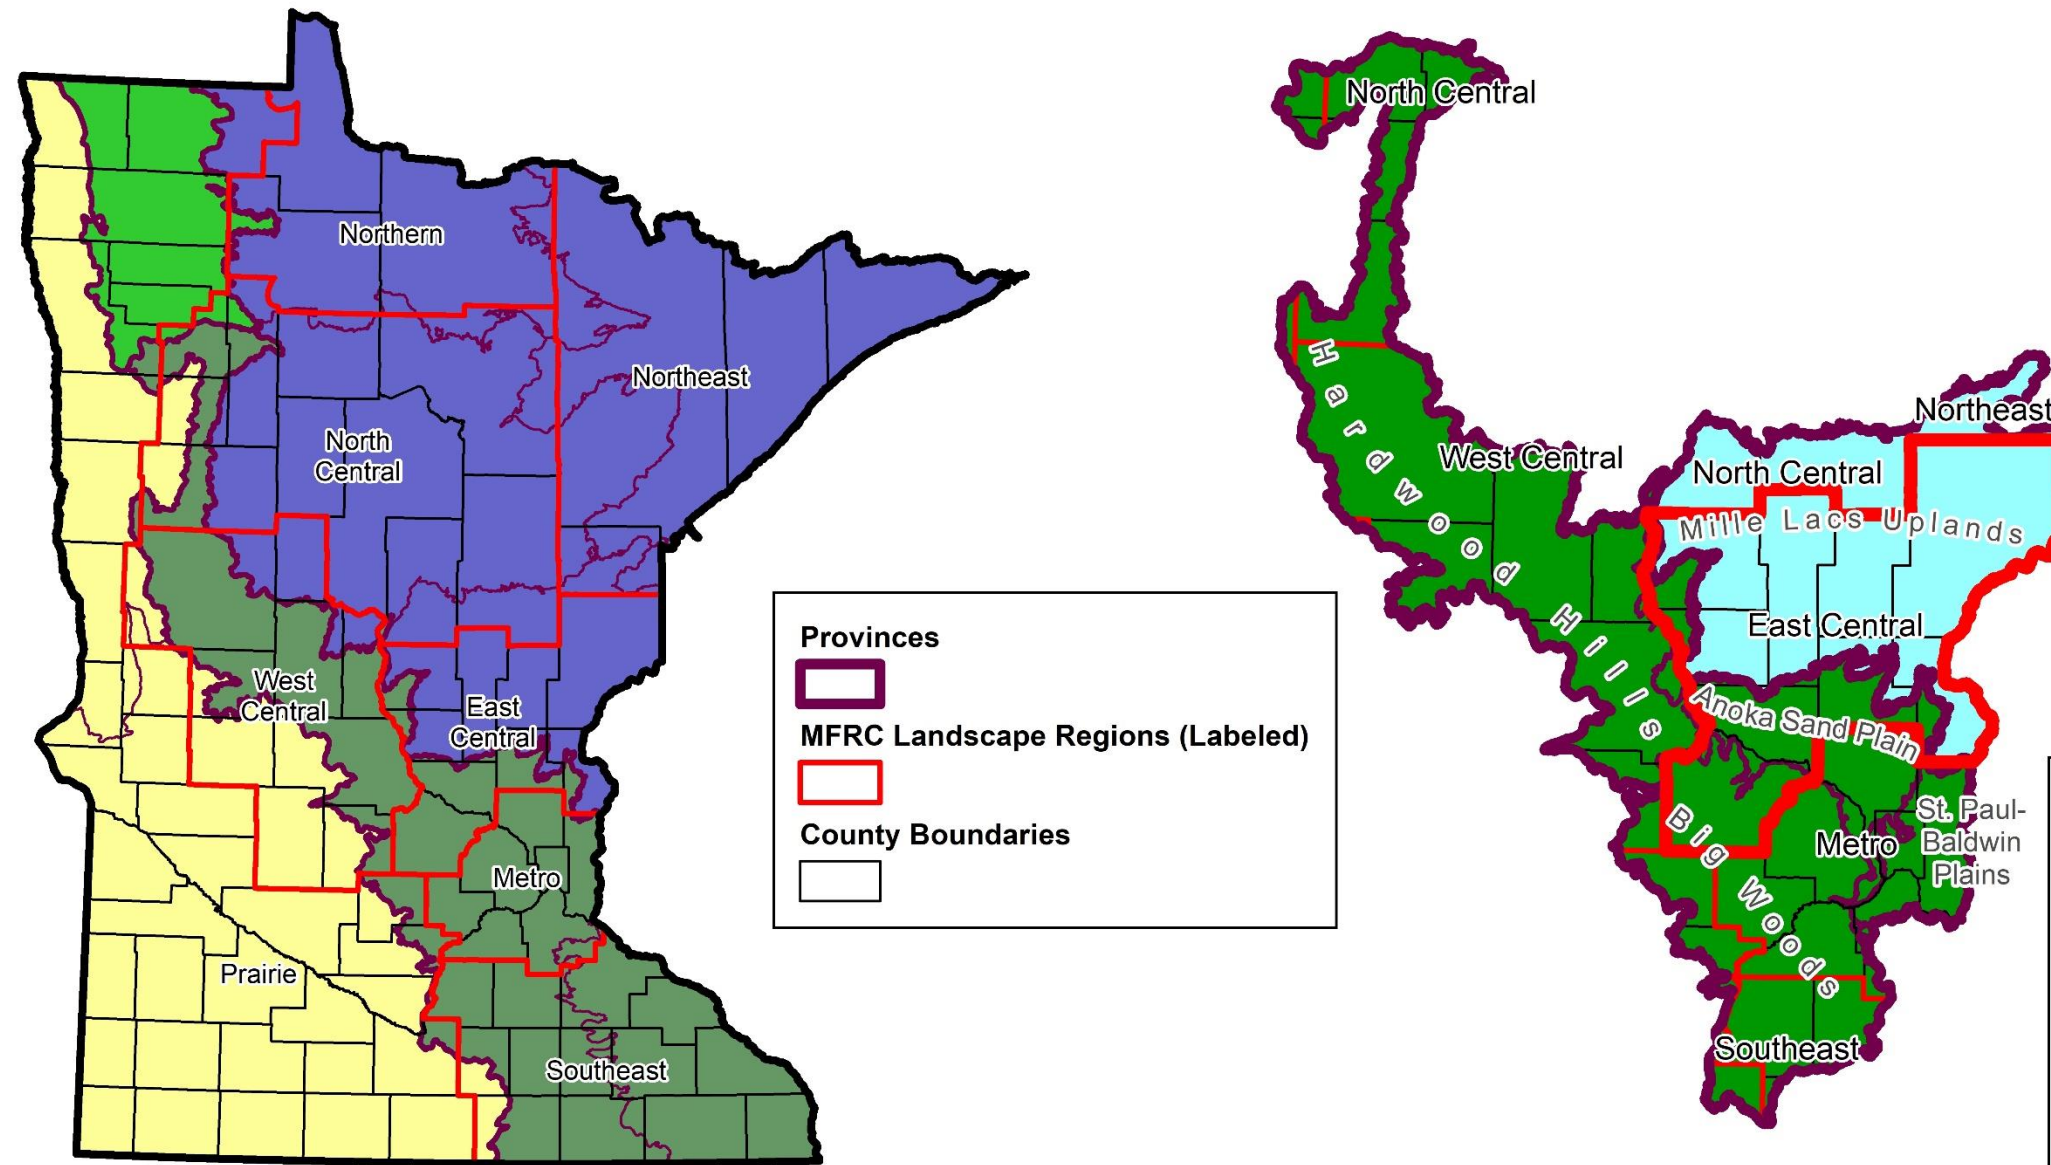 Northern
Northeast
North
Central
West
Central
East
Central
Metro
Prairie
Southeast
Provinces
MFRC Landscape Regions (Labeled)
County Boundaries
North Central
Hardwood Hills
West Central
Northeast
North Central
Mille Lacs Uplands
East Central
Anoka Sand Plain
St. Paul-
Baldwin
Plains
Metro
Big Woods
Southeast